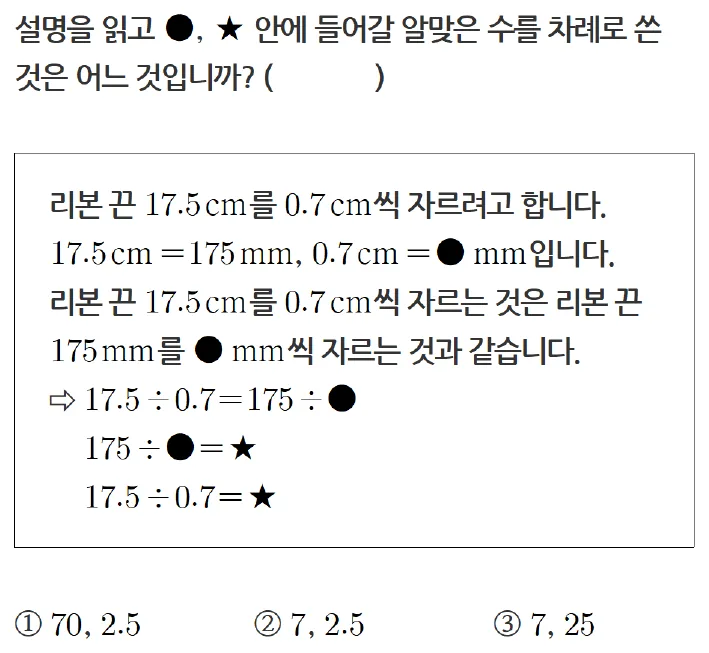 설명을 읽고 ●, ★ 안에 들어갈 알맞은 수를 차례로 쓴
것은 어느 것입니까? (          )
리본 끈 17.5cm를 0.7cm씩 자르려고 합니다.
17.5cm =175mm, 0.7cm =● mm입니다.
리본 끈 17.5cm를 0.7cm씩 자르는 것은 리본 끈
175mm를 ● mm씩 자르는 것과 같습니다.
⇨ 17.5÷0.7=175÷●
175÷●=★
17.5÷0.7=★
① 70, 2.5 ② 7, 2.5 ③ 7, 25